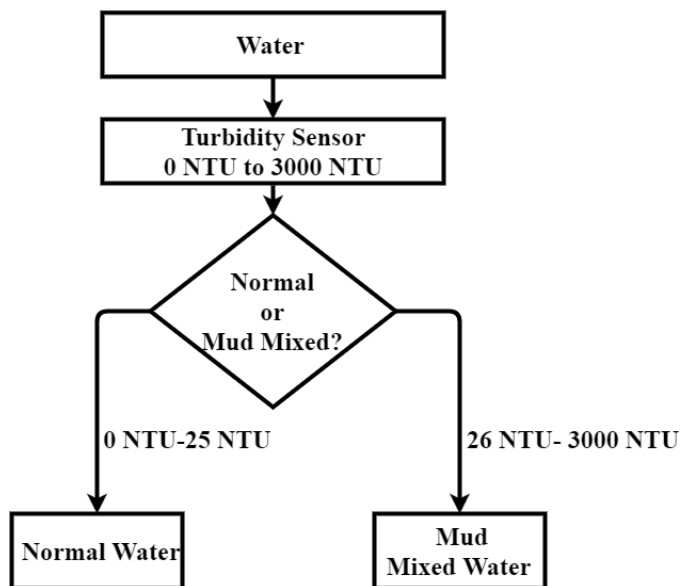 Water
Turbidity Sensor
0 NTU to 3000 NTU
Normal
or
Mud Mixed?
0 NTU-25 NTU
26 NTU- 3000 NTU
Normal Water
Mud
Mixed Water